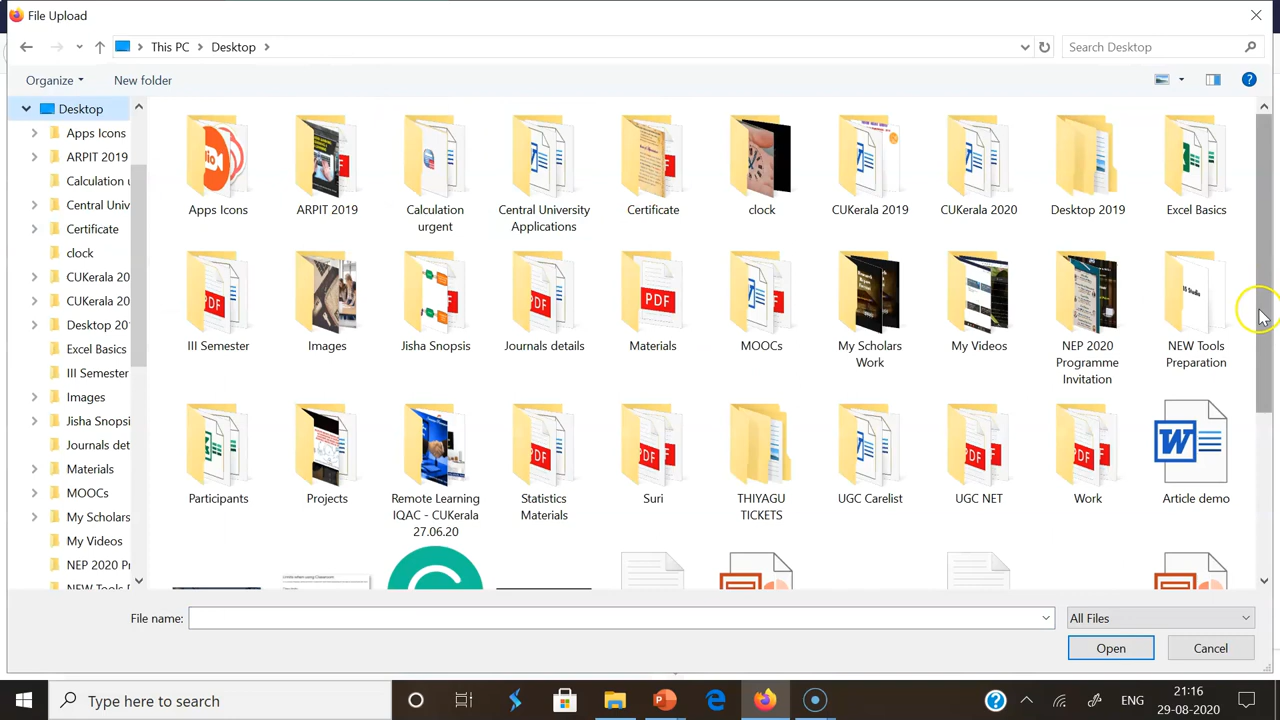 File Upload
This PC
Desktop
Search Desktop
Organize
New folder
Desktop
Apps Icons
ARPIT 2019
Calculation u
Central Univ
Certificate
clock
CUKerala 20
CUKerala 20
Desktop 201
Excel Basics
III Semester
Images
Jisha Snopsi
Journals det
Materials
MOOCs
My Scholars
My Videos
NEP 2020 Pr
NEW Tools
Apps Icons
ARPIT 2019
Calculation
urgent
Central University
Applications
Certificate
clock
CUKerala 2019
CUKerala 2020
Desktop 2019
Excel Basics
III Semester
Images
Jisha Snopsis
Journals details
Materials
MOOCs
My Scholars
Work
My Videos
NEP 2020
Programme
Invitation
NEW Tools
Preparation
Participants
Projects
Remote Learning
IQAC - CUKerala
27.06.20
Statistics
Materials
Suri
THIYAGU
TICKETS
UGC Carelist
UGC NET
Work
Article demo
File name:
All Files
Open
Cancel
Type here to search
ENG
21:16
29-08-2020